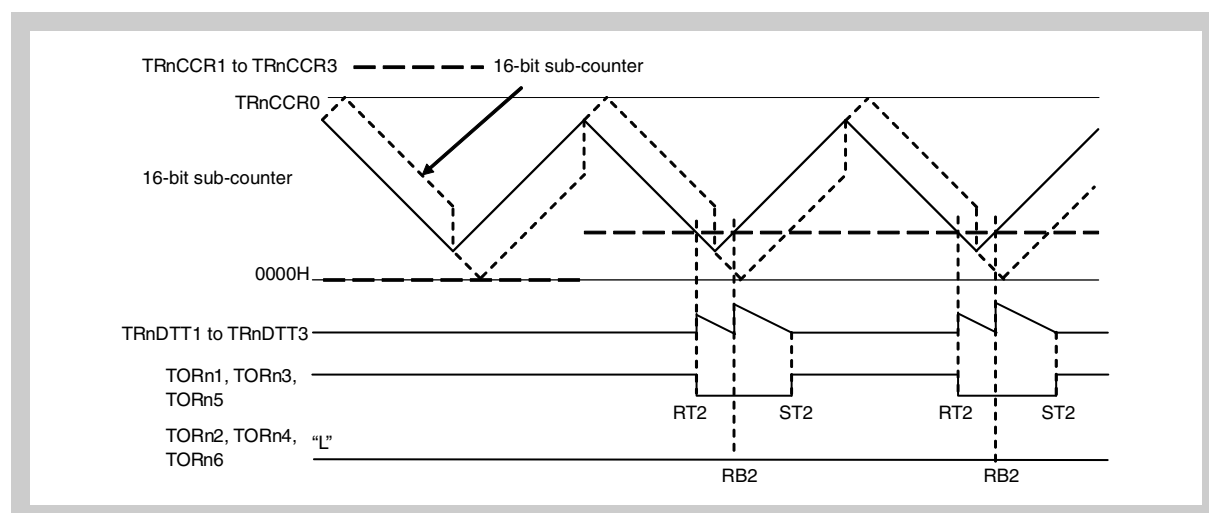 TRnCCR1 to TRnCCR3 16-bit sub-counter
TRnCCR0
16-bit sub-counter
0000H
TRnDTT1 to TRnDTT3
TORn1, TORn3,
TORn5
RT2 ST2 RT2 ST2
TORn2, TORn4, “L”
TORn6
RB2 RB2